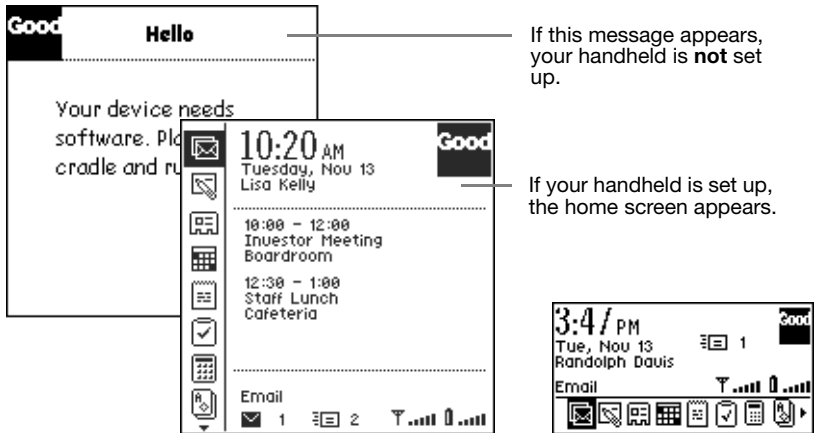 Good
Hello
Your device needs
software. Pla
cradle and ru
If this message appears,
your handheld is not set
up.
10:20 AM
Good
Tuesday, Nov 13
Lisa Kelly
10:00 - 12:00
Investor Meeting
Boardroom
12:30 - 1:00
Staff Lunch
Cafeteria
Email
1
2
If your handheld is set up,
the home screen appears.
3:47 PM
Good
Tue, Nov 13
1
Randolph Davis
Email